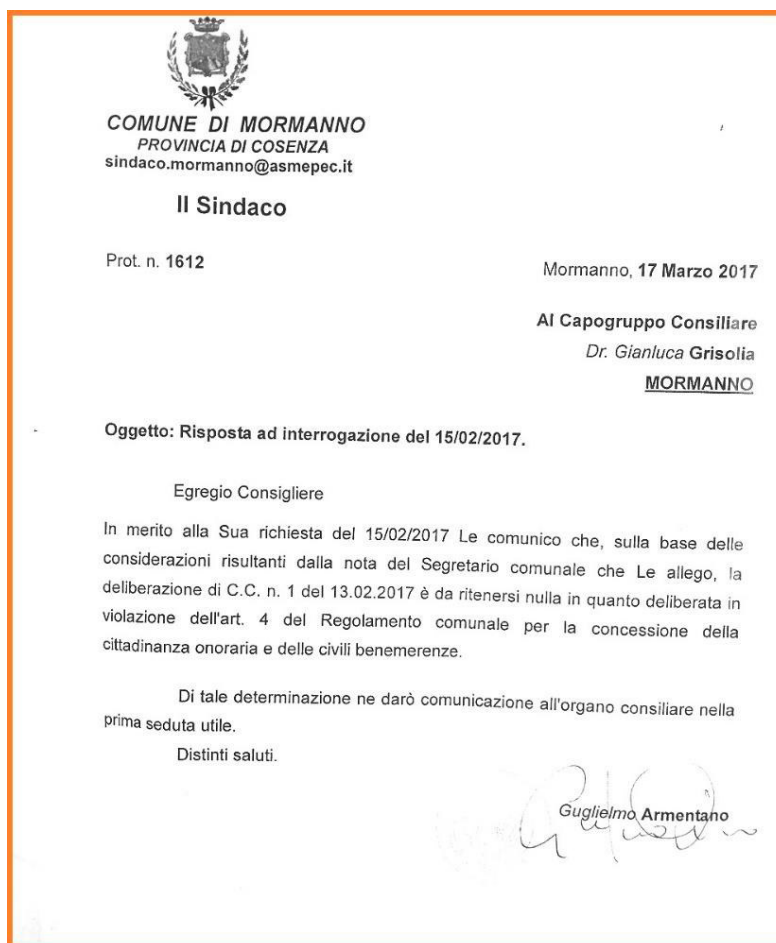 COMUNE DI MORMANNO
PROVINCIA DI COSENZA
sindaco.mormanno@asmepec.it
Il Sindaco
Prot. n. 1612
Mormanno, 17 Marzo 2017
Al Capogruppo Consiliare
Dr. Gianluca Grisolia
MORMANNO
Oggetto: Risposta ad interrogazione del 15/02/2017.
Egregio Consigliere
In merito alla Sua richiesta del 15/02/2017 Le comunico che, sulla base delle
considerazioni risultanti dalla nota del Segretario comunale che Le allego, la
deliberazione di C.C. n. 1 del 13.02.2017 è da ritenersi nulla in quanto deliberata in
violazione dell'art. 4 del Regolamento comunale per la concessione della
cittadinanza onoraria e delle civili benemerenze.
Di tale determinazione ne darò comunicazione all'organo consiliare nella
prima seduta utile.
Distinti saluti.
Guglielmo Armentano